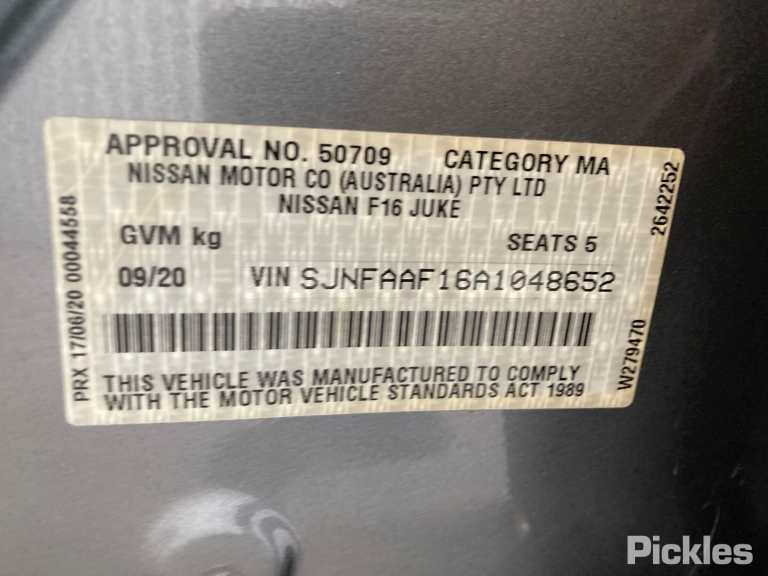 APPROVAL NO. 50709 CATEGORY MA
NISSAN MOTOR CO (AUSTRALIA) PTY LTD
NISSAN F16 JUKE
GVM kg SEATS 5
09/20 VIN SJNFAAF16A1048652
THIS VEHICLE WAS MANUFACTURED TO COMPLY
WITH THE MOTOR VEHICLE STANDARDS ACT 1989
PRX 17/06/20 00044558
2642252
W279470
Pickles